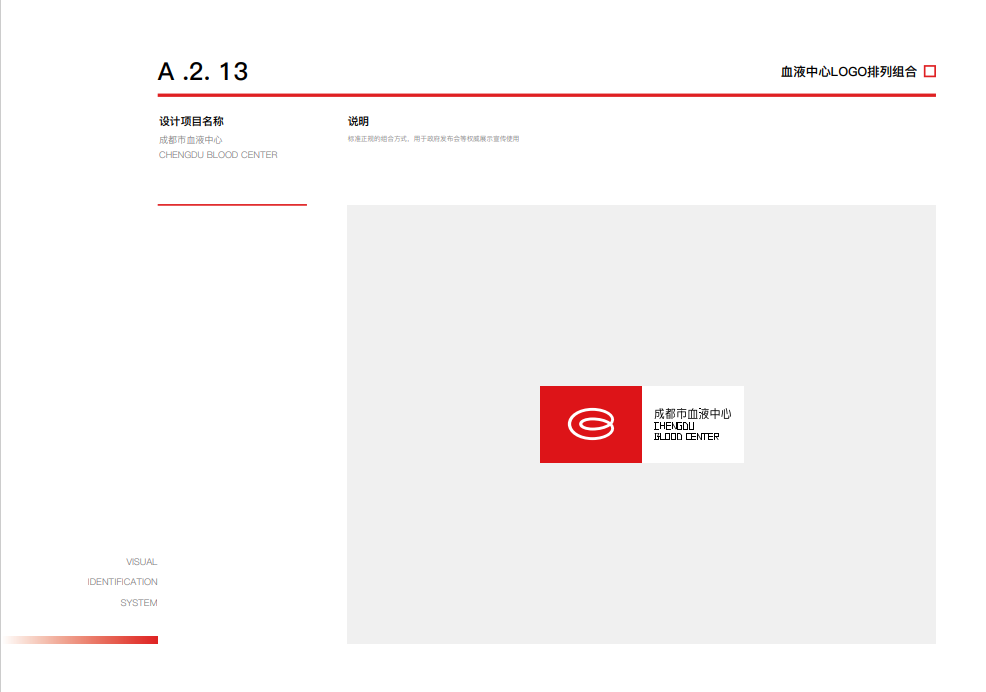 A .2. 13
血液中心LOGO排列组合
设计项目名称
成都市血液中心
CHENGDU BLOOD CENTER
说明
标准正规的组合方式，用于政府发布会等权威展示宣传使用
成都市血液中心
CHENGDU
BLOOD CENTER
VISUAL
IDENTIFICATION
SYSTEM